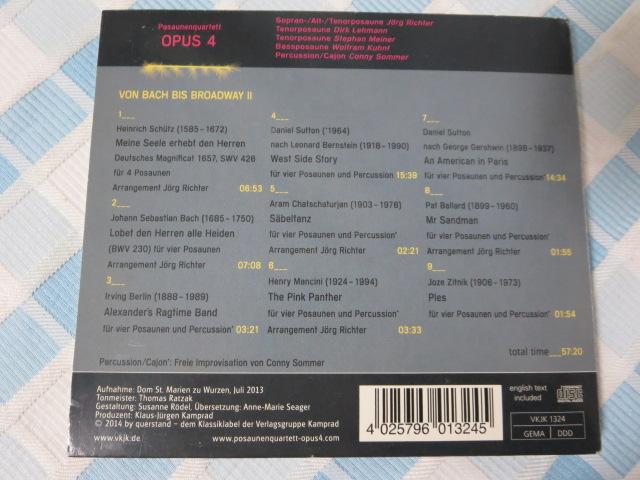 Posaunenquartett
OPUS 4
Sopran-/Alt-/Tenorposaune Jörg Richter
Tenorposaune Dirk Lehmann
Tenorposaune Stephan Meiner
Bassposaune Wolfram Kuhnt
Percussion/Cajon Conny Sommer
VON BACH BIS BROADWAY II
1__
Heinrich Schütz (1585-1672)
Meine Seele erhebt den Herren
Deutsches Magnificat 1657, SWV 426
für 4 Posaunen
Arrangement Jörg Richter 06:53
2__
Johann Sebastian Bach (1685-1750)
Lobet den Herren alle Heiden
(BWV 230) für vier Posaunen
Arrangement Jörg Richter 07:08
3__
Irving Berlin (1888-1989)
Alexander's Ragtime Band
für vier Posaunen und Percussion* 03:21
4__
Daniel Sutton (*1964)
nach Leonard Bernstein (1918-1990)
West Side Story
für vier Posaunen und Percussion 15:39
5__
Aram Chatschaturjan (1903-1978)
Säbeltanz
für vier Posaunen und Percussion*
Arrangement Jörg Richter 02:21
6__
Henry Mancini (1924-1994)
The Pink Panther
für vier Posaunen und Percussion*
Arrangement Jörg Richter 03:33
7__
Daniel Sutton
nach George Gershwin (1898-1937)
An American in Paris
für vier Posaunen und Percussion* 14:34
8__
Pat Ballard (1899-1960)
Mr Sandman
für vier Posaunen und Percussion*
Arrangement Jörg Richter 01:55
9__
Joze Zitnik (1906-1973)
Ples
für vier Posaunen und Percussion* 01:54
total time__57:20
Percussion/Cajon*: Freie Improvisation von Conny Sommer
Aufnahme: Dom St. Marien zu Wurzen, Juli 2013
Tonmeister: Thomas Ratzak
Gestaltung: Susanne Rödel, Übersetzung: Anne-Marie Seager
Produzent: Klaus-Jürgen Kamprad
© 2014 by querstand – dem Klassiklabel der Verlagsgruppe Kamprad
www.vkjk.de
www.posaunenquartett-opus4.com
4 025796 013245
english text
included
disc
VKJK 1324
GEMA DDD